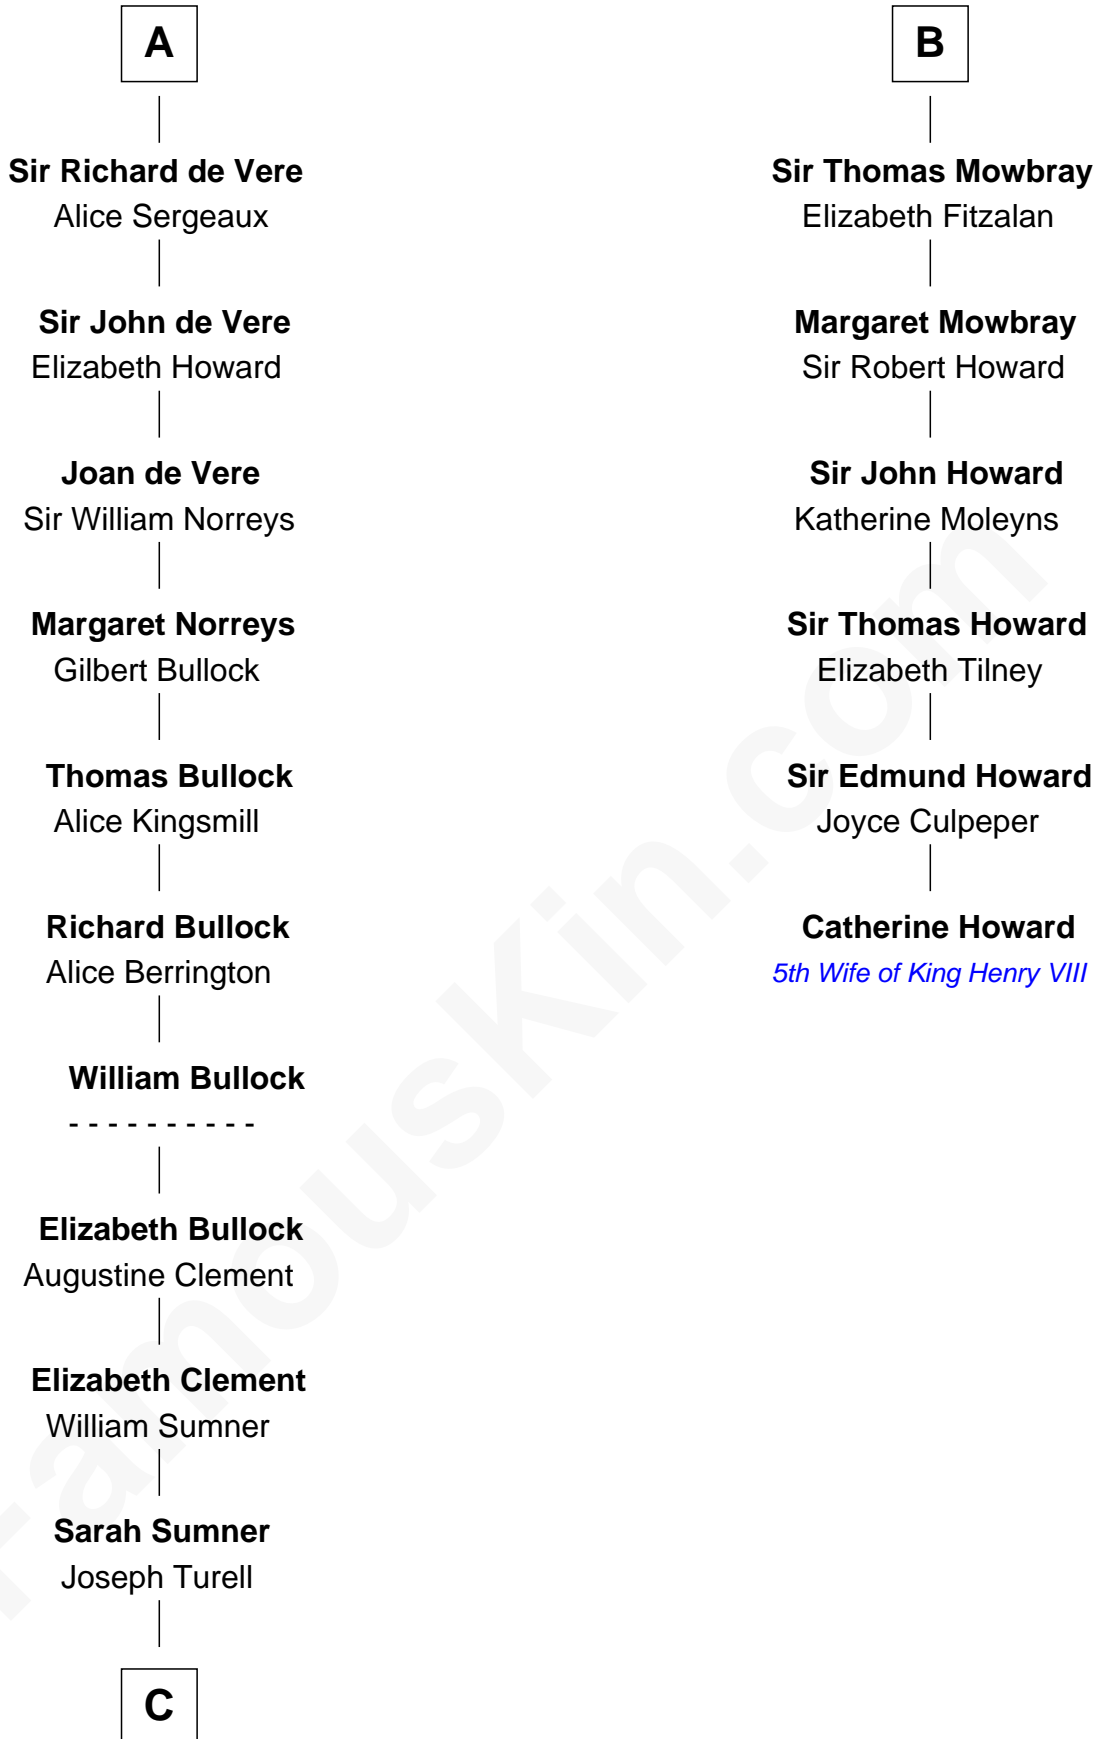 A
Sir Richard de Vere
Alice Sergeaux
Sir John de Vere
Elizabeth Howard
Joan de Vere
Sir William Norreys
Margaret Norreys
Gilbert Bullock
Thomas Bullock
Alice Kingsmill
Richard Bullock
Alice Berrington
William Bullock
- - - - - - - - - -
Elizabeth Bullock
Augustine Clement
Elizabeth Clement
William Sumner
Sarah Sumner
Joseph Turell
C
B
Sir Thomas Mowbray
Elizabeth Fitzalan
Margaret Mowbray
Sir Robert Howard
Sir John Howard
Katherine Moleyns
Sir Thomas Howard
Elizabeth Tilney
Sir Edmund Howard
Joyce Culpeper
Catherine Howard
5th Wife of King Henry VIII
FamousKin.com